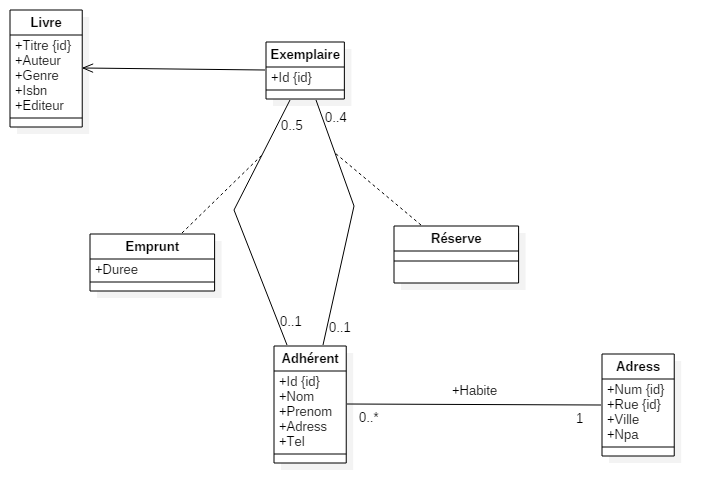 Livre
+Titre {id}
+Auteur
+Genre
+Isbn
+Editeur
Exemplaire
+Id {id}
0..5
0..4
Emprunt
+Duree
Réserve
0..1
0..1
Adhérent
+Id {id}
+Nom
+Prenom
+Adress
+Tel
+Habite
0..*
1
Adress
+Num {id}
+Rue {id}
+Ville
+Npa